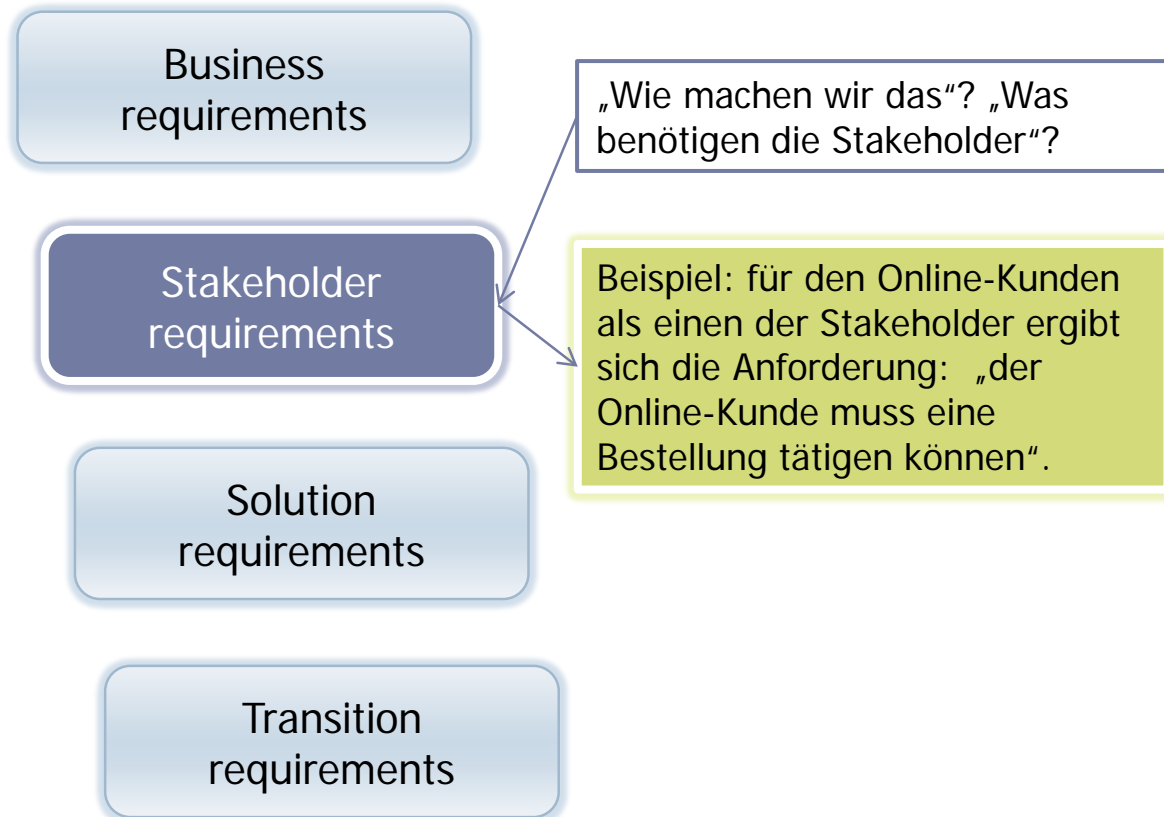 Business
requirements
„Wie machen wir das“? „Was
benötigen die Stakeholder“?
Stakeholder
requirements
Beispiel: für den Online-Kunden
als einen der Stakeholder ergibt
sich die Anforderung: „der
Online-Kunde muss eine
Bestellung tätigen können“.
Solution
requirements
Transition
requirements